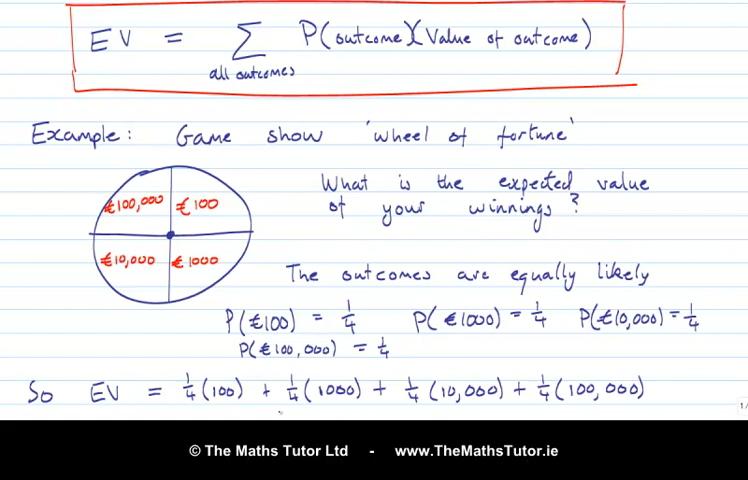 EV = ∑ P(outcome)(Value of outcome)
all outcomes
Example: Game show 'wheel of fortune'
€100,000 €100
€10,000 €1000
What is the expected value
of your winnings?
The outcomes are equally likely
P(€100) = 1/4 P(€1000) = 1/4 P(€10,000) = 1/4
P(€100,000) = 1/4
So EV = 1/4(100) + 1/4(1000) + 1/4(10,000) + 1/4(100,000)
© The Maths Tutor Ltd - www.TheMathsTutor.ie